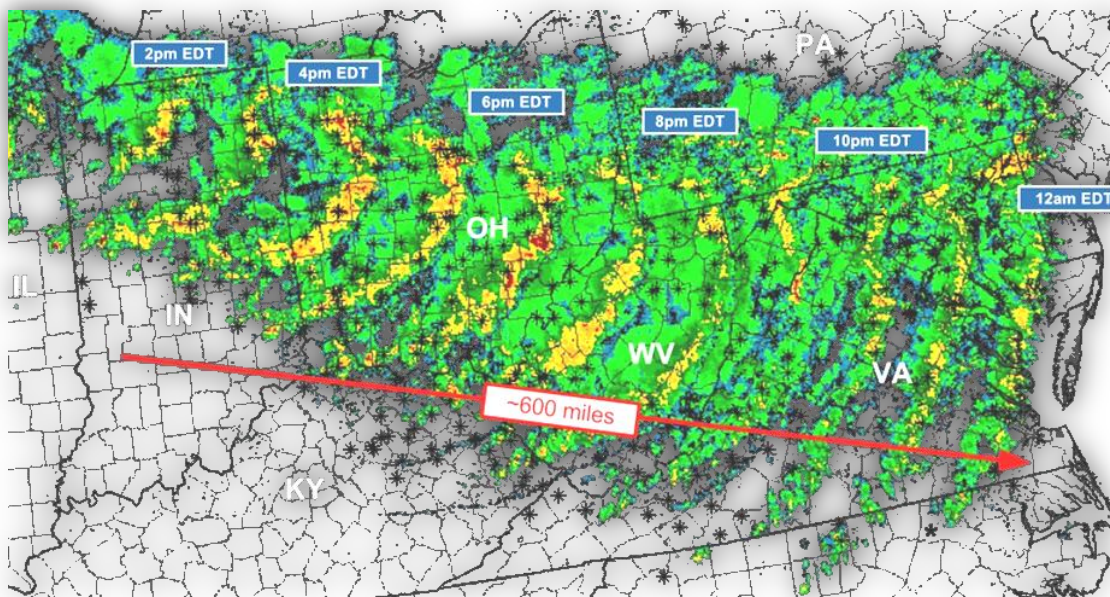 2pm EDT
4pm EDT
6pm EDT
8pm EDT
10pm EDT
12am EDT
PA
OH
IL
IN
WV
VA
~600 miles
KY